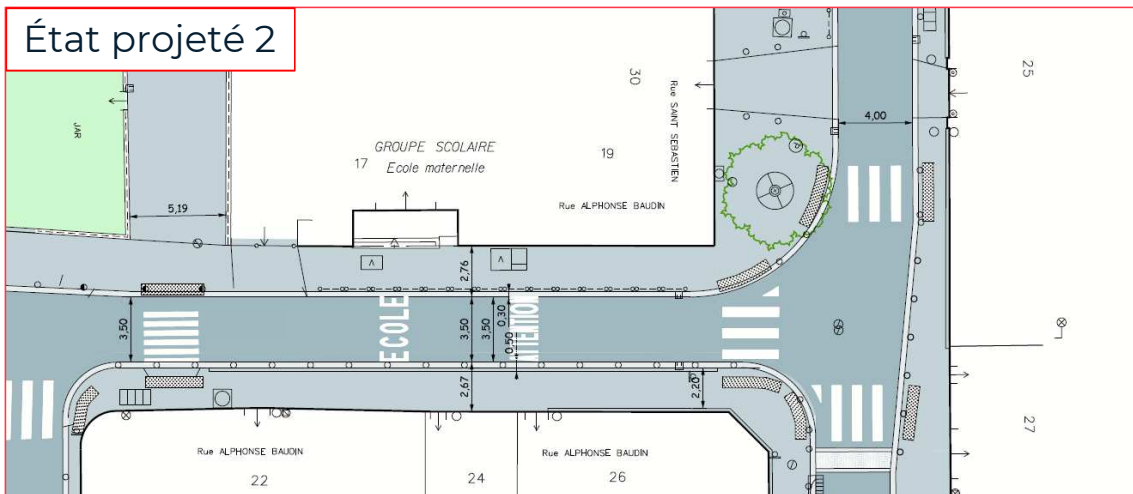 État projeté 2
JAR
5,19
17
GROUPE SCOLAIRE
Ecole maternelle
19
30
Rue SAINT SEBASTIEN
Rue ALPHONSE BAUDIN
4,00
25
V
V
2,76
3,50
ECOLE
3,50
3,50
0,30
0,50
ATTENTION
2,67
2,20
Rue ALPHONSE BAUDIN
22
24
Rue ALPHONSE BAUDIN
26
27